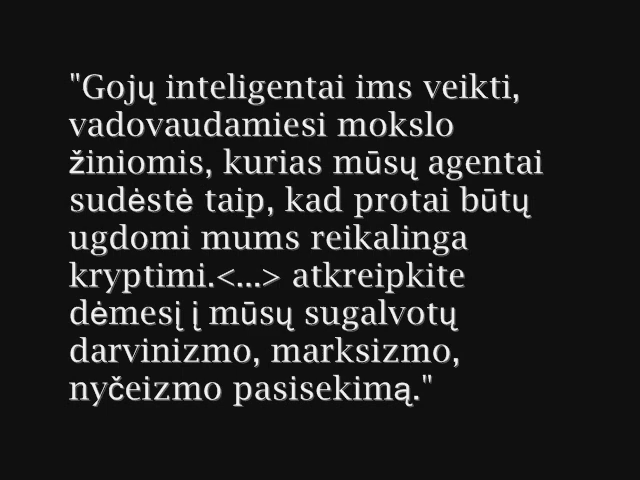 "Gojų inteligentai ims veikti,
vadovaudamiesi mokslo
žiniomis, kurias mūsų agentai
sudėstė taip, kad protai būtų
ugdomi mums reikalinga
kryptimi.<...> atkreipkite
dėmesį į mūsų sugalvotų
darvinizmo, marksizmo,
nyčeizmo pasisekimą."